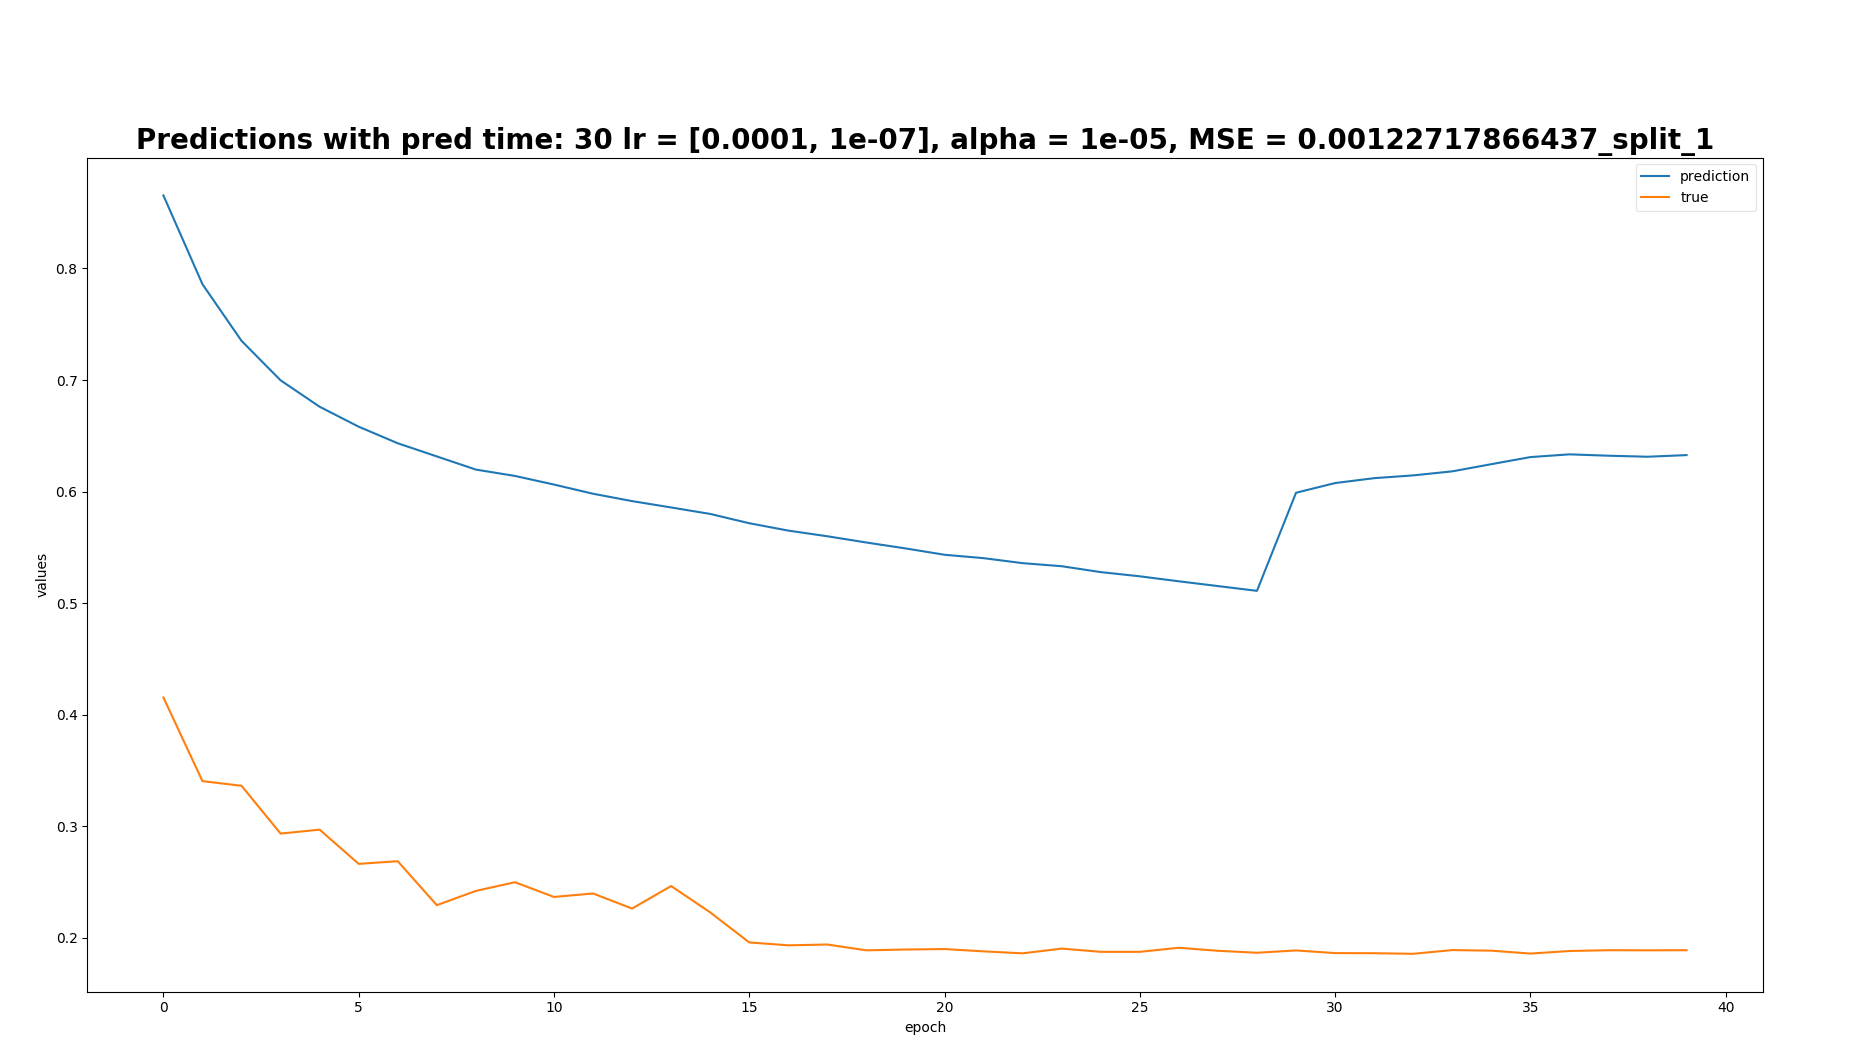 Predictions with pred time: 30 lr = [0.0001, 1e-07], alpha = 1e-05, MSE = 0.00122717866437_split_1
prediction
true
0.8
0.7
0.6
0.5
0.4
0.3
0.2
values
0 5 10 15 20 25 30 35 40
epoch